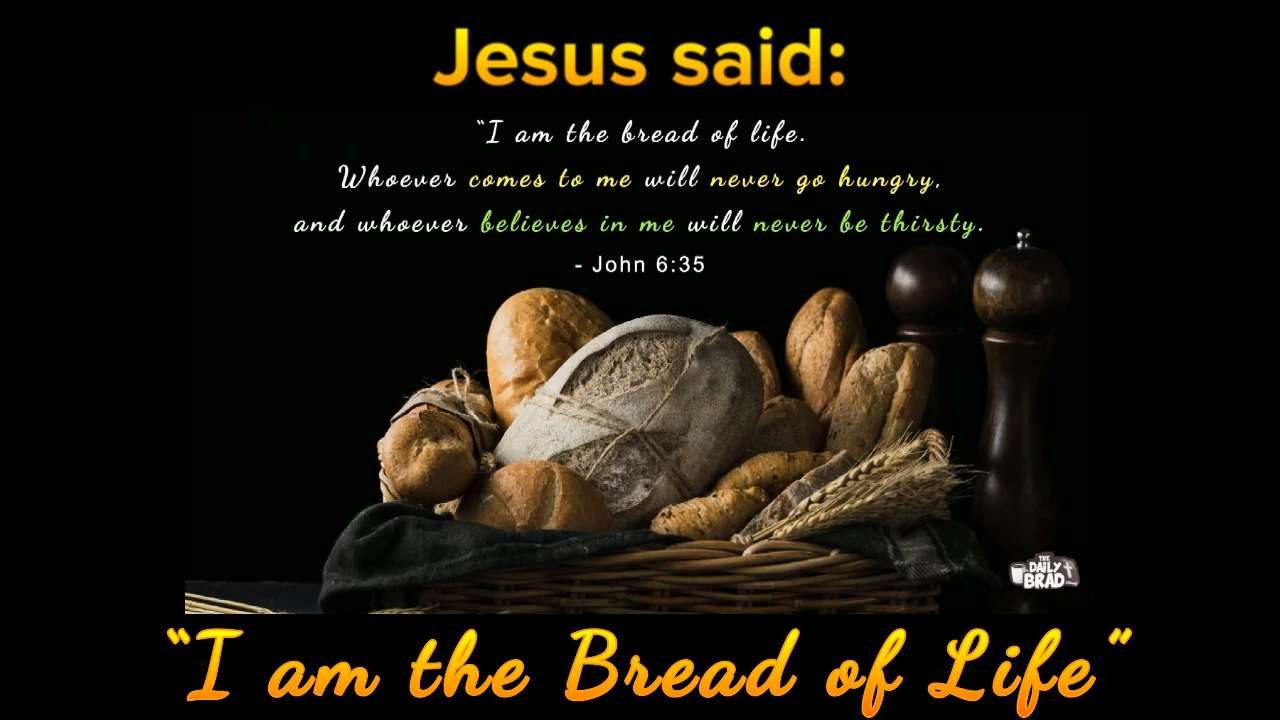 Jesus said:
"I am the bread of life.
Whoever comes to me will never go hungry,
and whoever believes in me will never be thirsty.
- John 6:35
THE
DAILY
BRAD
"I am the Bread of Life"